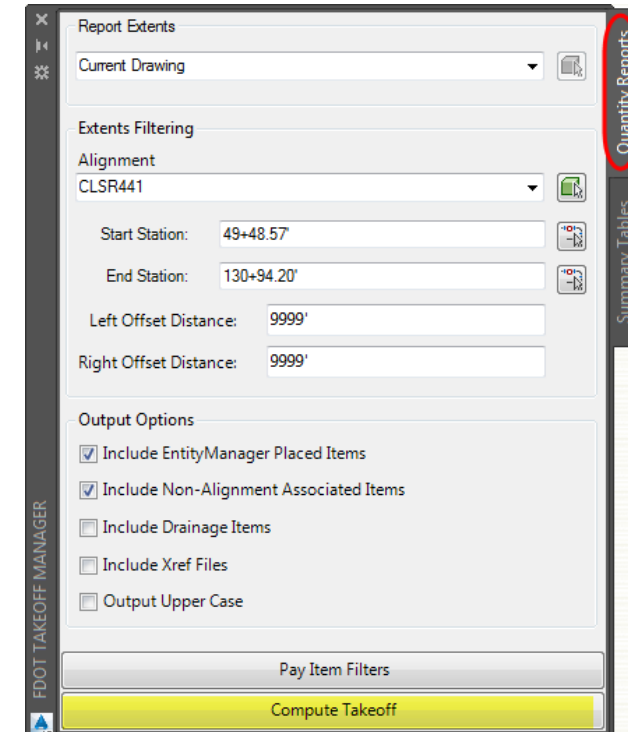 Report Extents
Current Drawing
Extents Filtering
Alignment
CLSR441
Start Station: 49+48.57'
End Station: 130+94.20'
Left Offset Distance: 9999'
Right Offset Distance: 9999'
Output Options
Include EntityManager Placed Items
Include Non-Alignment Associated Items
Include Drainage Items
Include Xref Files
Output Upper Case
Pay Item Filters
Compute Takeoff
FDOT TAKEOFF MANAGER
Quantity Reports
Summary Tables